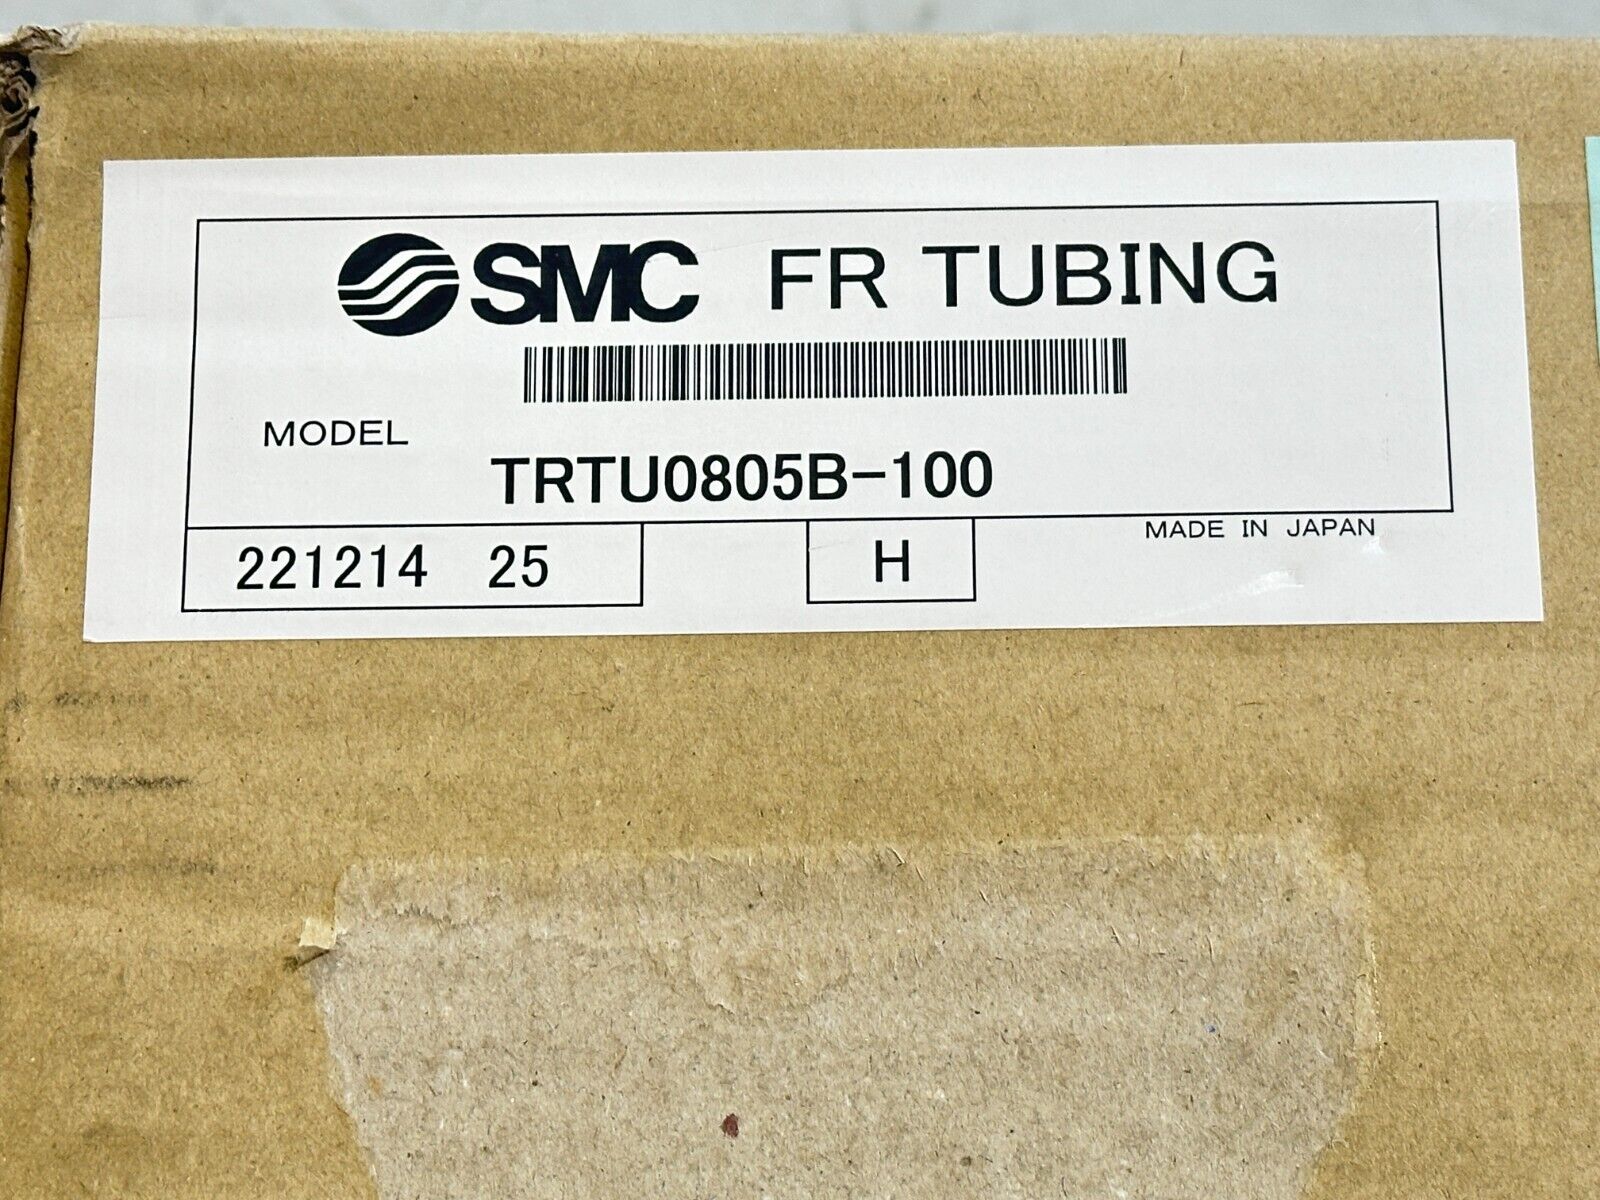 SMC FR TUBING
MODEL
TRTU0805B-100
221214 25 H MADE IN JAPAN